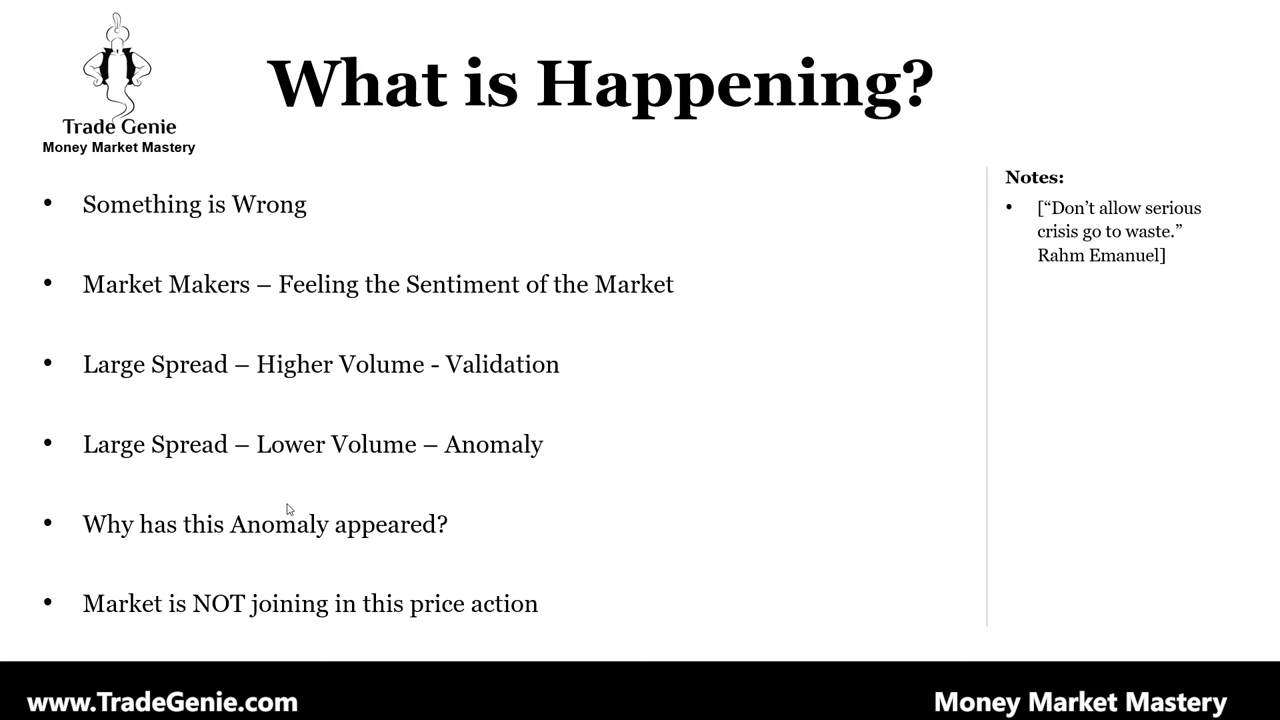 Trade Genie
Money Market Mastery
What is Happening?
• Something is Wrong
• Market Makers – Feeling the Sentiment of the Market
• Large Spread – Higher Volume - Validation
• Large Spread – Lower Volume – Anomaly
• Why has this Anomaly appeared?
• Market is NOT joining in this price action
Notes:
• [“Don’t allow serious
crisis go to waste.”
Rahm Emanuel]
www.TradeGenie.com
Money Market Mastery